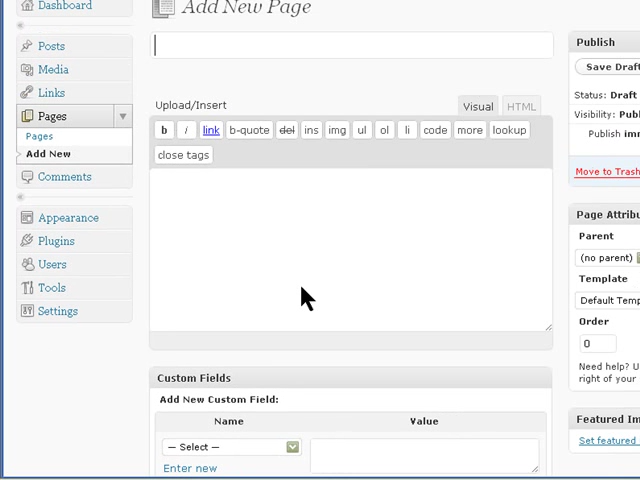 Dashboard
Add New Page
Posts
Media
Links
Pages
Pages
Add New
Comments
Appearance
Plugins
Users
Tools
Settings
Upload/Insert
Visual
HTML
b
i
link
b-quote
del
ins
img
ul
ol
li
code
more
lookup
close tags
Custom Fields
Add New Custom Field:
Name
Value
— Select —
Enter new
Publish
Save Draf
Status: Draft
Visibility: Publ
Publish imm
Move to Trash
Page Attribu
Parent
(no parent)
Template
Default Temp
Order
0
Need help? U
right of your
Featured Im
Set featured